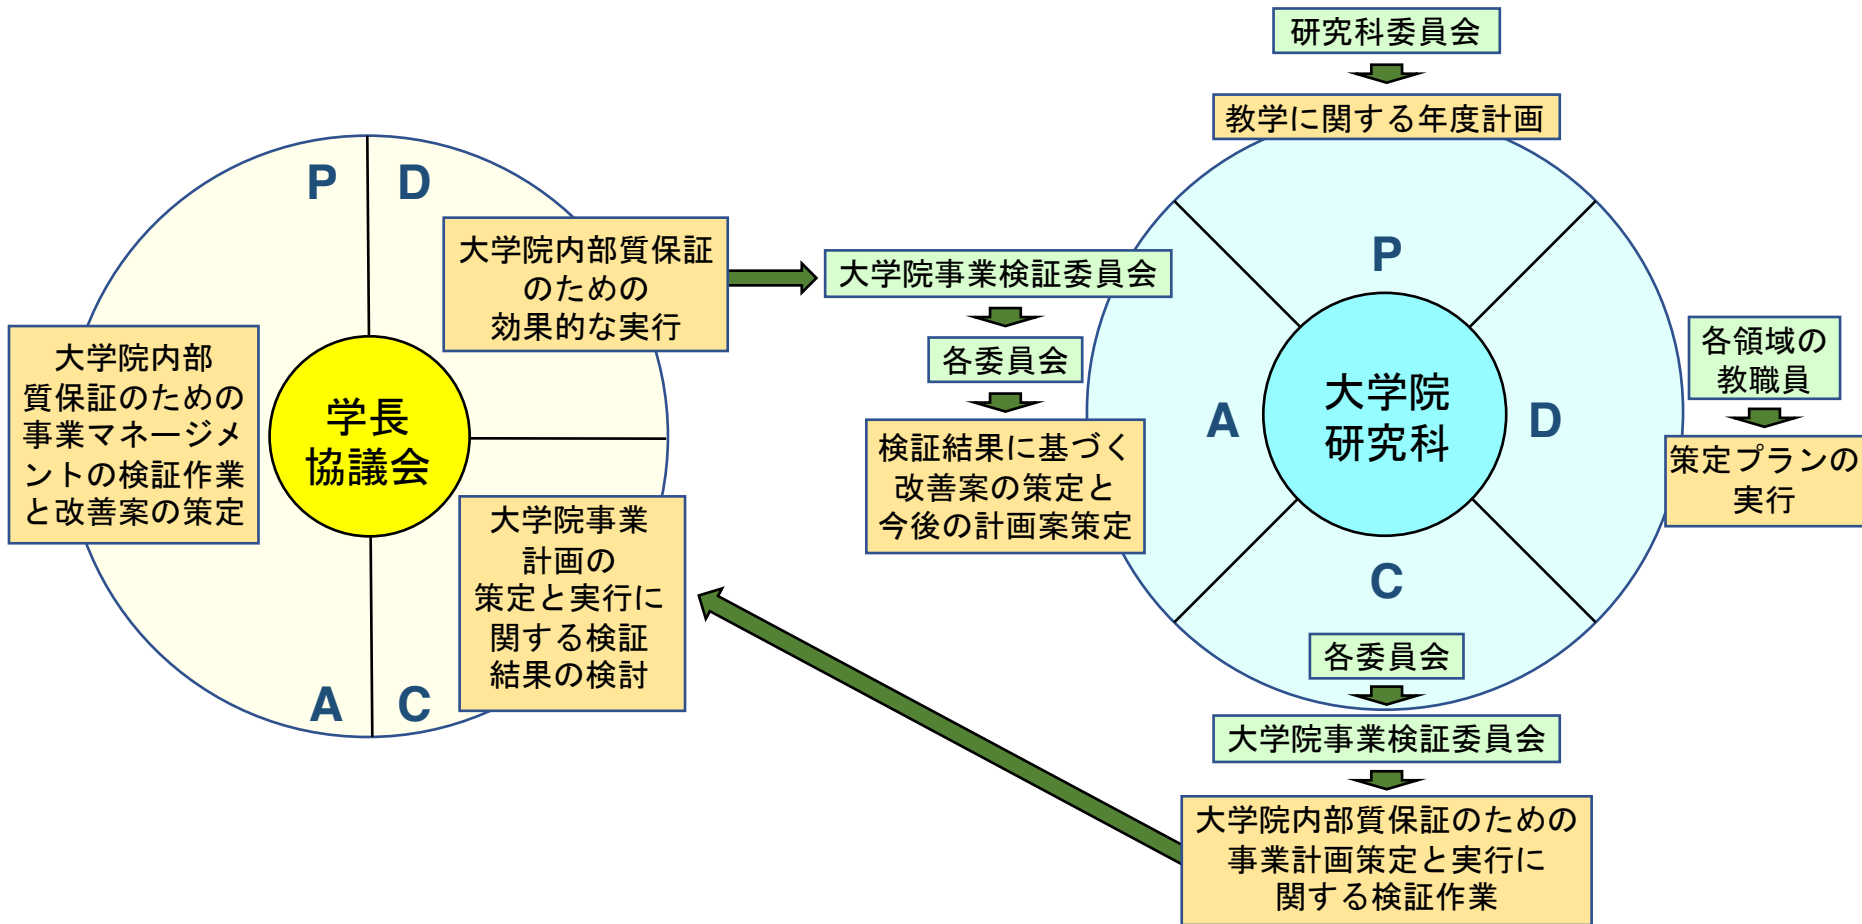 P
D
大学院内部質保証
のための
効果的な実行
大学院内部
質保証のための
事業マネージメ
ントの検証作業
と改善案の策定
学長
協議会
大学院事業
計画の
策定と実行に
関する検証
結果の検討
A
C
研究科委員会
教学に関する年度計画
P
大学院事業検証委員会
各委員会
検証結果に基づく
改善案の策定と
今後の計画案策定
A
大学院
研究科
D
各領域の
教職員
策定プランの
実行
C
各委員会
大学院事業検証委員会
大学院内部質保証のための
事業計画策定と実行に
関する検証作業